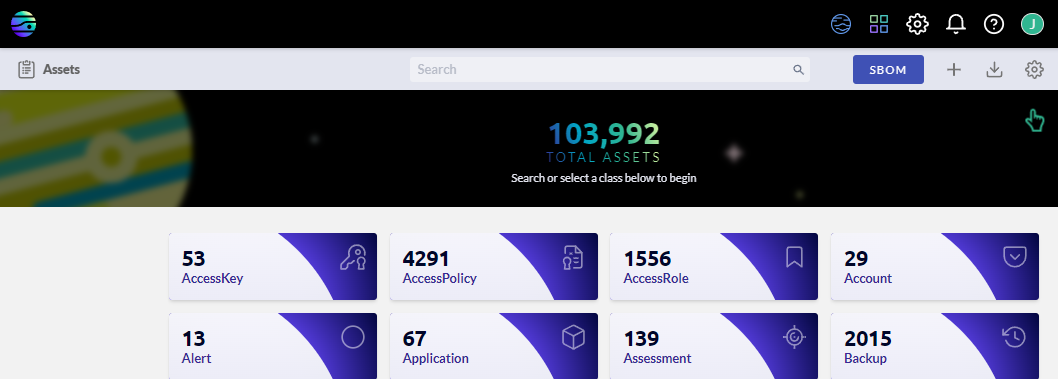 J
Assets
Search
SBOM
103,992
TOTAL ASSETS
Search or select a class below to begin
53
AccessKey
4291
AccessPolicy
1556
AccessRole
29
Account
13
Alert
67
Application
139
Assessment
2015
Backup